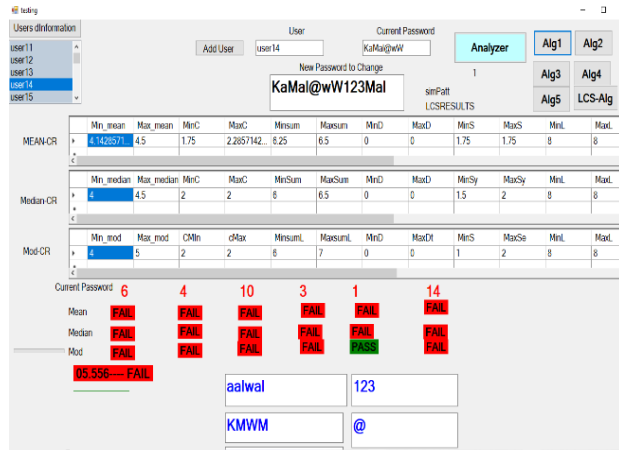 testing
Users dInformation
user11
user12
user13
user14
user15
Add User
User
user14
Current Password
KaMal@wW
New Password to Change
KaMal@wW123Mal
Analyzer
1
simPatt
LCSRESULTS
Alg1 Alg2
Alg3 Alg4
Alg5 LCS-Alg
MEAN-CR
Min_mean Max_mean MinC MaxC Minsum Maxsum MinD MaxD MinS MaxS MinL MaxL
4.1428571... 4.5 1.75 2.2857142... 6.25 6.5 0 0 1.75 1.75 8 8
Median-CR
Min_median Max_median MinC MaxC MinSum MaxSum MinD MaxD MinSy MaxSy MinL MaxL
4 4.5 2 2 6 6.5 0 0 1.5 2 8 8
Mod-CR
Min_mod Max_mod CMIn cMax MinsumL MaxsumL MinD MaxDt MinS MaxSe MinL MaxL
4 5 2 2 6 7 0 0 1 2 8 8
Current Password 6 4 10 3 1 14
Mean FAIL FAIL FAIL FAIL FAIL FAIL
Median FAIL FAIL FAIL FAIL FAIL FAIL
Mod FAIL FAIL FAIL FAIL PASS FAIL
05.556---- FAIL
aalwal 123
KMWM @